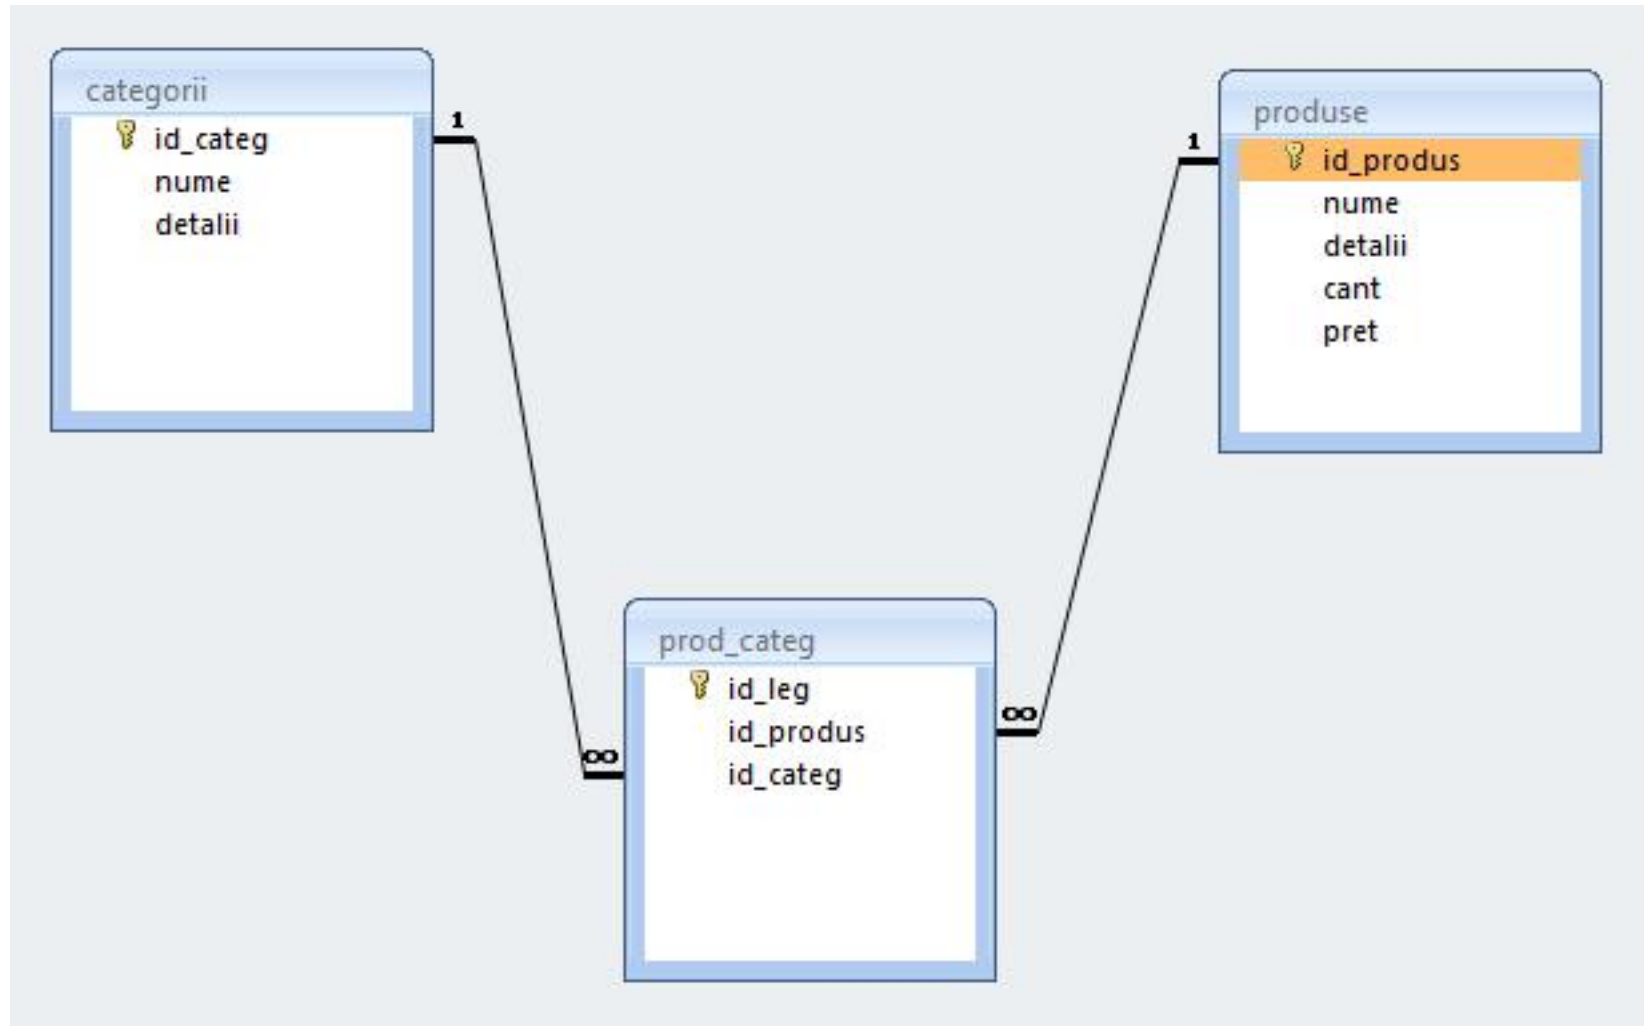 categorii
id_categ
nume
detalii
1
1
produse
id_produs
nume
detalii
cant
pret
prod_categ
id_leg
id_produs
id_categ
∞
∞